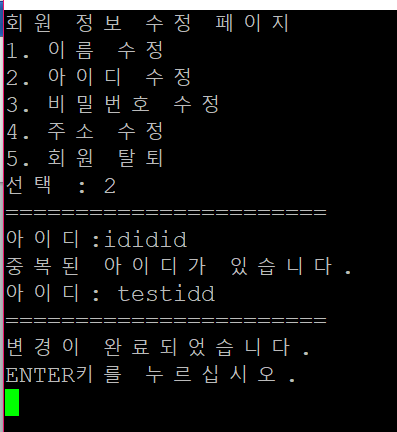 회원 정보 수정 페이지
1. 이름 수정
2. 아이디 수정
3. 비밀번호 수정
4. 주소 수정
5. 회원 탈퇴
선택 : 2
=======================
아이디:ididid
중복된 아이디가 있습니다.
아이디: testidd
=======================
변경이 완료되었습니다.
ENTER키를 누르십시오.